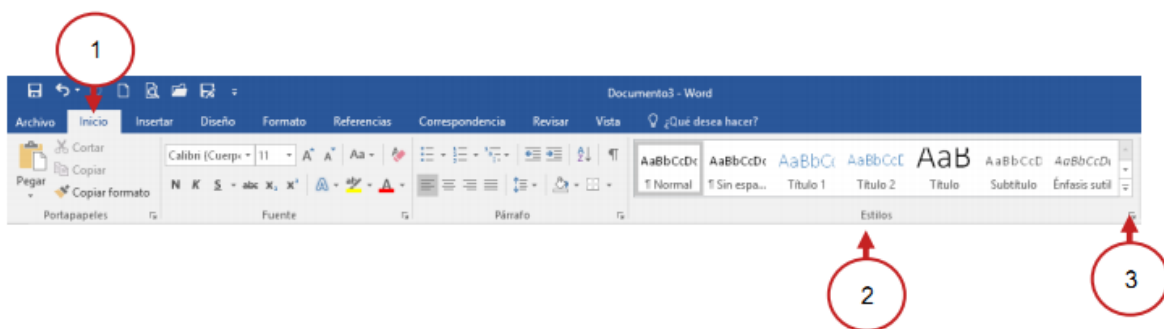 1
Documento3 - Word
Archivo Inicio Insertar Diseño Formato Referencias Correspondencia Revisar Vista ¿Qué desea hacer?
Cortar
Copiar
Copiar formato
Pegar
Calibri (Cuerpo 11 A A Aa
N K S abc x₂ x² A A
AaBbCcDc AaBbCcDc AaBbCc AaBbCcC AaB AaBbCcD AaBbCcDc
¶ Normal ¶ Sin espa... Título 1 Título 2 Título Subtítulo Énfasis sutil
Portapapeles Fuente Párrafo Estilos
2
3